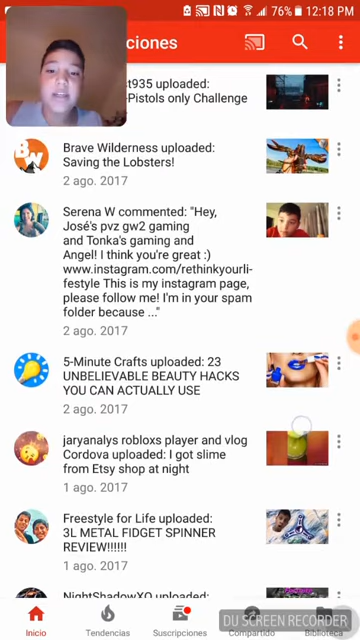 76% 12:18 PM
ciones
t935 uploaded:
Pistols only Challenge
Brave Wilderness uploaded:
Saving the Lobsters!
2 ago. 2017
Serena W commented: "Hey,
José's pvz gw2 gaming
and Tonka's gaming and
Angel! I think you're great :)
www.instagram.com/rethinkyourli-
festyle This is my instagram page,
please follow me! I'm in your spam
folder because ..."
2 ago. 2017
5-Minute Crafts uploaded: 23
UNBELIEVABLE BEAUTY HACKS
YOU CAN ACTUALLY USE
2 ago. 2017
jaryanalys robloxs player and vlog
Cordova uploaded: I got slime
from Etsy shop at night
1 ago. 2017
Freestyle for Life uploaded:
3L METAL FIDGET SPINNER
REVIEW!!!!!!
1 ago. 2017
NightShadowXO uploaded:
DU SCREEN RECORDER
Inicio
Tendencias
Suscripciones
Compartido
Biblioteca